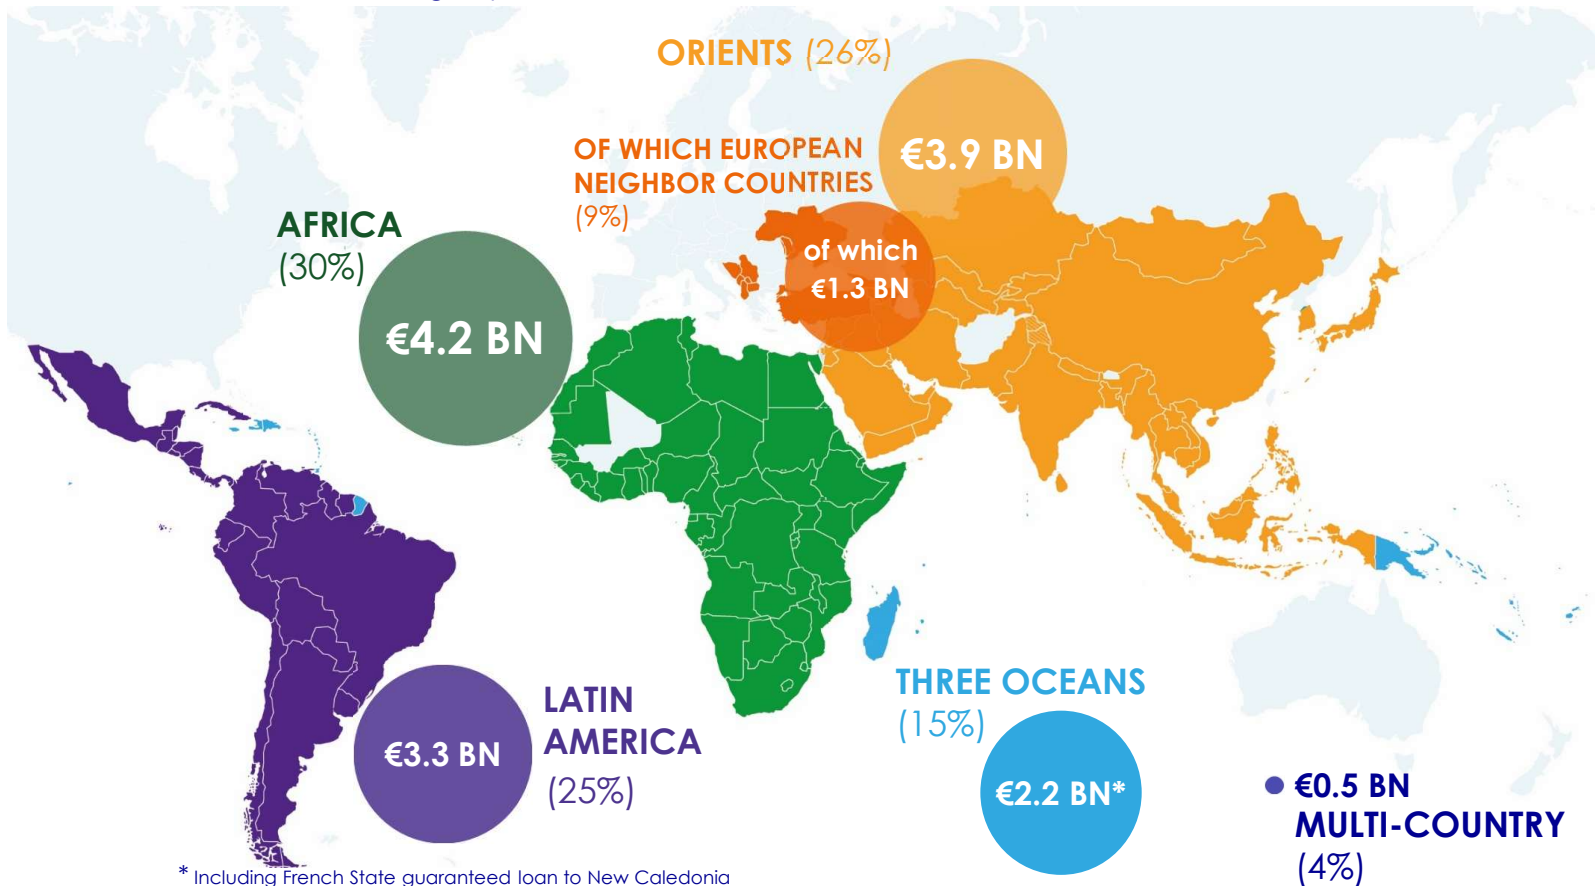 ORIENTS (26%)
€3.9 BN
OF WHICH EUROPEAN
NEIGHBOR COUNTRIES
(9%)
of which
€1.3 BN
AFRICA
(30%)
€4.2 BN
LATIN
AMERICA
(25%)
€3.3 BN
THREE OCEANS
(15%)
€2.2 BN*
€0.5 BN
MULTI-COUNTRY
(4%)
* Including French State guaranteed loan to New Caledonia